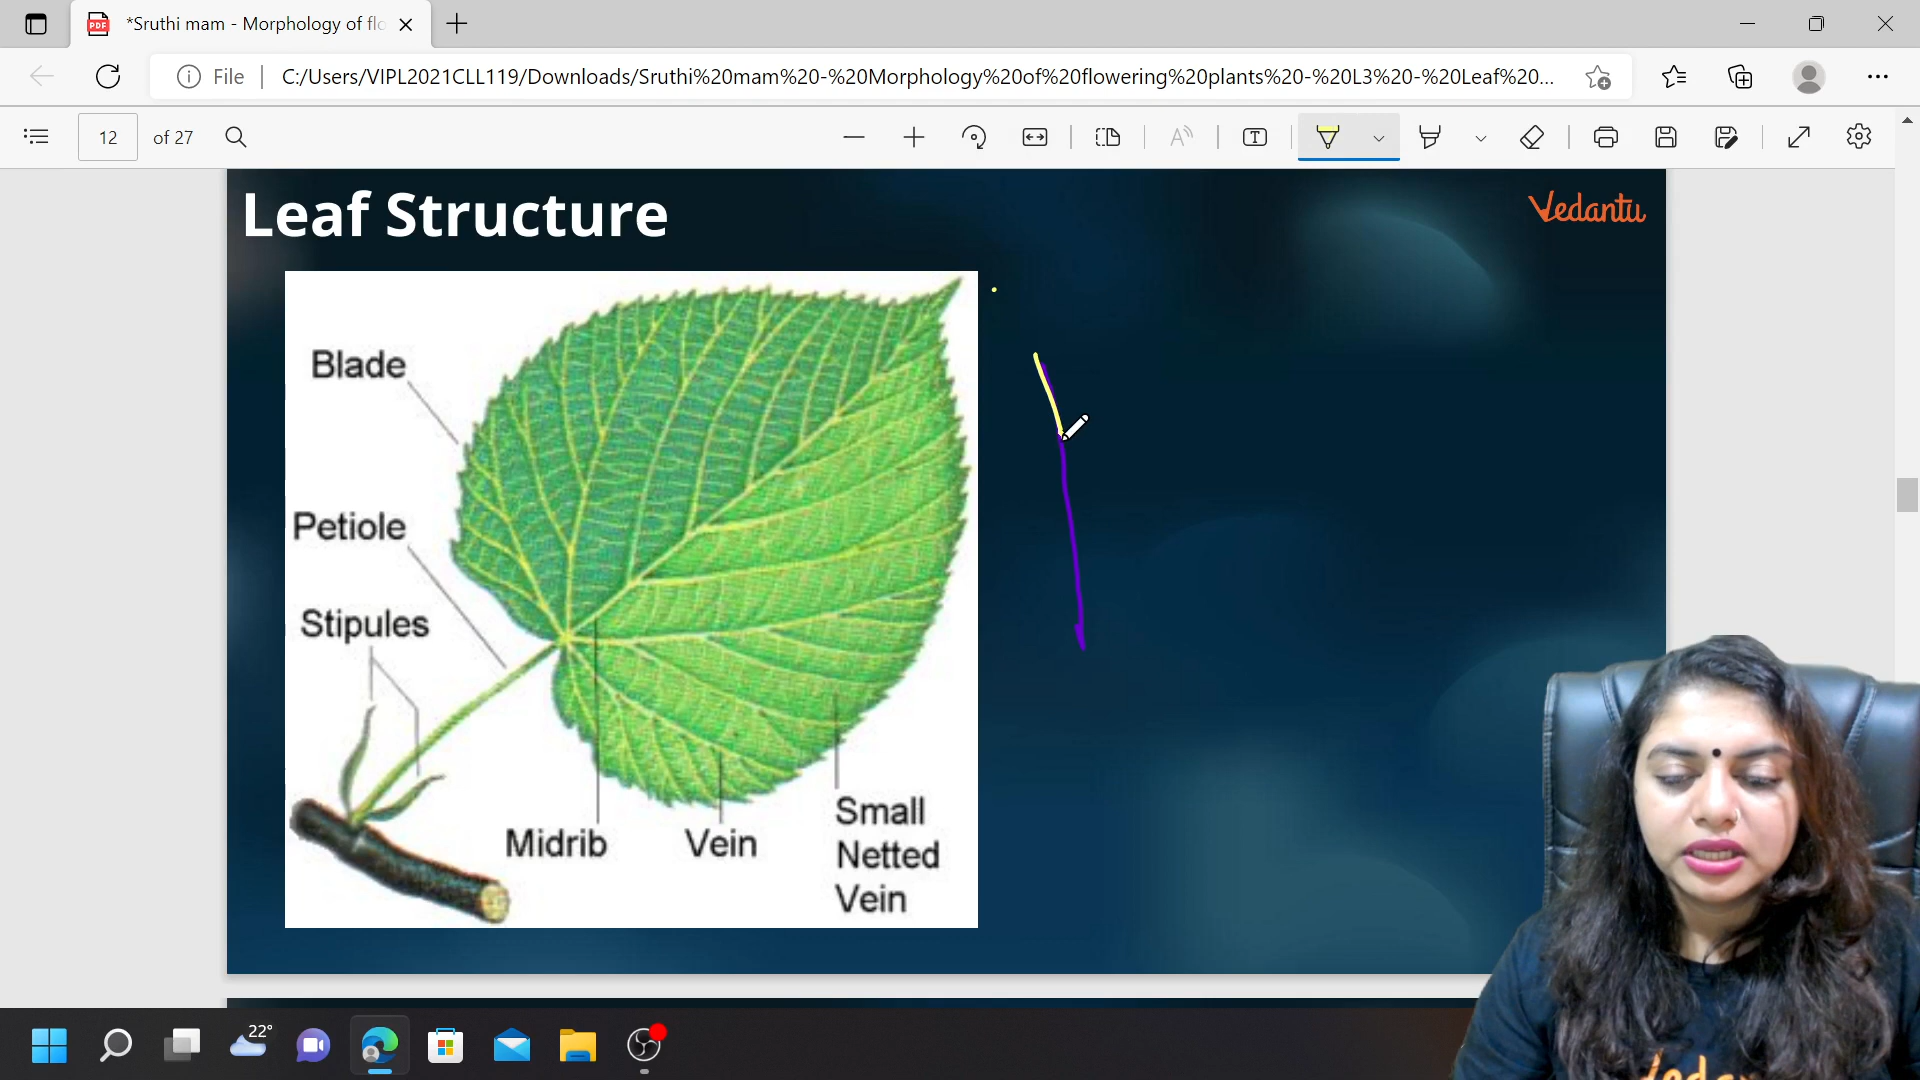 *Sruthi mam - Morphology of flo
File
C:/Users/VIPL2021CLL119/Downloads/Sruthi%20mam%20-%20Morphology%20of%20flowering%20plants%20-%20L3%20-%20Leaf%20...
12 of 27
Leaf Structure
Vedantu
Blade
Petiole
Stipules
Midrib
Vein
Small
Netted
Vein
22°